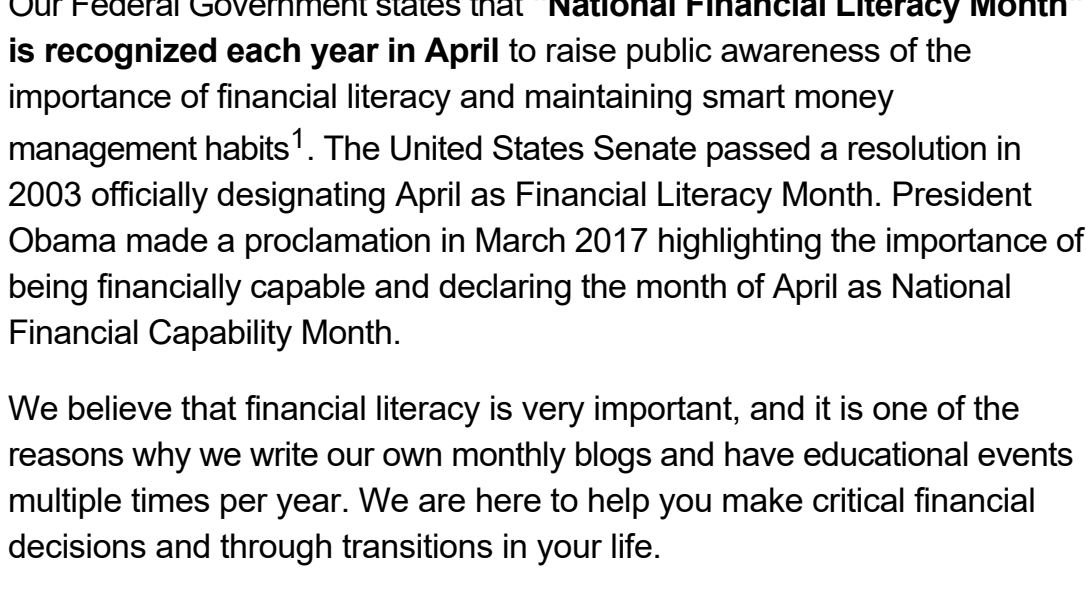 Our Federal Government states that "National Financial Literacy Month"
is recognized each year in April to raise public awareness of the
importance of financial literacy and maintaining smart money
management habits1. The United States Senate passed a resolution in
2003 officially designating April as Financial Literacy Month. President
Obama made a proclamation in March 2017 highlighting the importance of
being financially capable and declaring the month of April as National
Financial Capability Month.
We believe that financial literacy is very important, and it is one of the
reasons why we write our own monthly blogs and have educational events
multiple times per year. We are here to help you make critical financial
decisions and through transitions in your life.